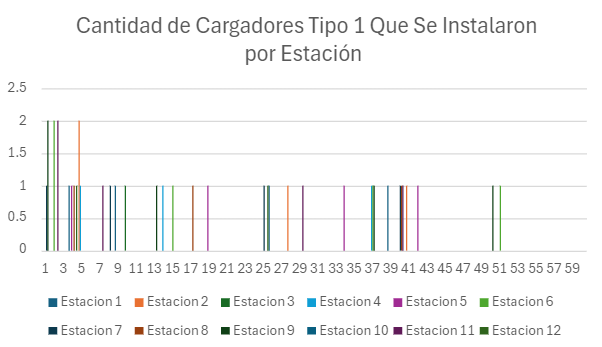 Cantidad de Cargadores Tipo 1 Que Se Instalaron
por Estación
2.5
2
1.5
1
0.5
0
1 3 5 7 9 11 13 15 17 19 21 23 25 27 29 31 33 35 37 39 41 43 45 47 49 51 53 55 57 59
Estacion 1 Estacion 2 Estacion 3 Estacion 4 Estacion 5 Estacion 6
Estacion 7 Estacion 8 Estacion 9 Estacion 10 Estacion 11 Estacion 12